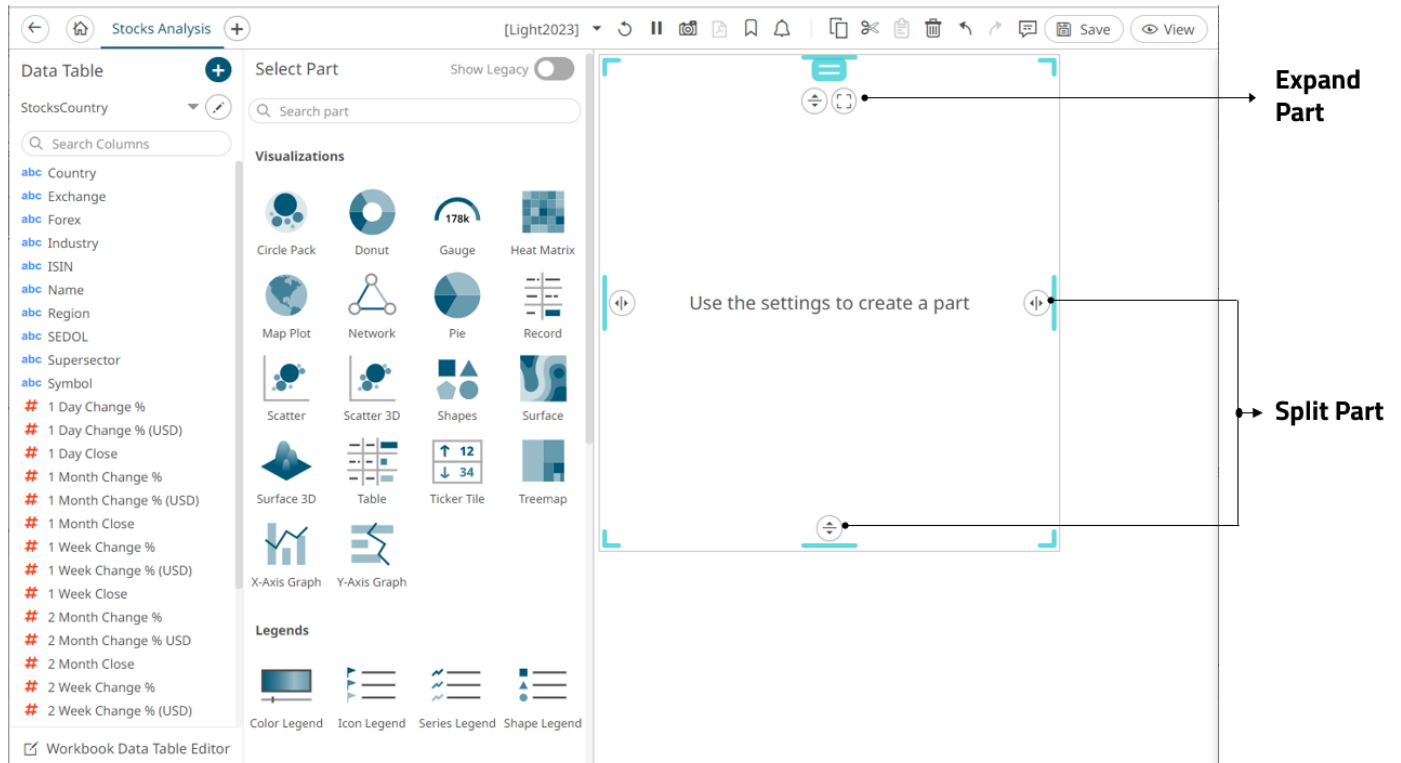 Stocks Analysis
[Light2023]
Save
View
Data Table
StocksCountry
Search Columns
abc Country
abc Exchange
abc Forex
abc Industry
abc ISIN
abc Name
abc Region
abc SEDOL
abc Supersector
abc Symbol
# 1 Day Change %
# 1 Day Change % (USD)
# 1 Day Close
# 1 Month Change %
# 1 Month Change % (USD)
# 1 Month Close
# 1 Week Change %
# 1 Week Change % (USD)
# 1 Week Close
# 2 Month Change %
# 2 Month Change % USD
# 2 Month Close
# 2 Week Change %
# 2 Week Change % (USD)
Workbook Data Table Editor
Select Part
Show Legacy
Search part
Visualizations
178k
Circle Pack Donut Gauge Heat Matrix
Map Plot Network Pie Record
Scatter Scatter 3D Shapes Surface
12
34
Surface 3D Table Ticker Tile Treemap
X-Axis Graph Y-Axis Graph
Legends
Color Legend Icon Legend Series Legend Shape Legend
Use the settings to create a part
Expand
Part
Split Part